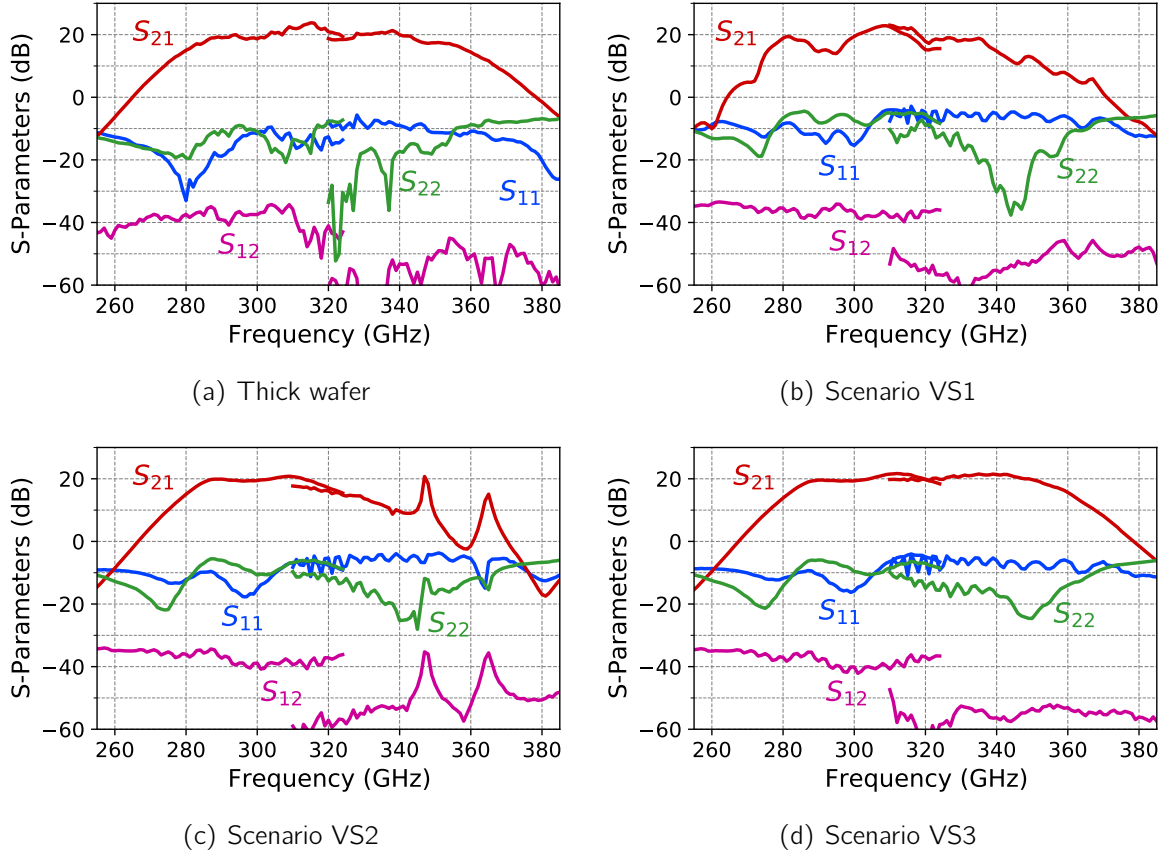 S-Parameters (dB)
20
0
−20
−40
−60
S21
S11
S22
S12
260 280 300 320 340 360 380
Frequency (GHz)
(a) Thick wafer
S-Parameters (dB)
20
0
−20
−40
−60
S21
S11
S22
S12
260 280 300 320 340 360 380
Frequency (GHz)
(b) Scenario VS1
S-Parameters (dB)
20
0
−20
−40
−60
S21
S11
S22
S12
260 280 300 320 340 360 380
Frequency (GHz)
(c) Scenario VS2
S-Parameters (dB)
20
0
−20
−40
−60
S21
S11
S22
S12
260 280 300 320 340 360 380
Frequency (GHz)
(d) Scenario VS3